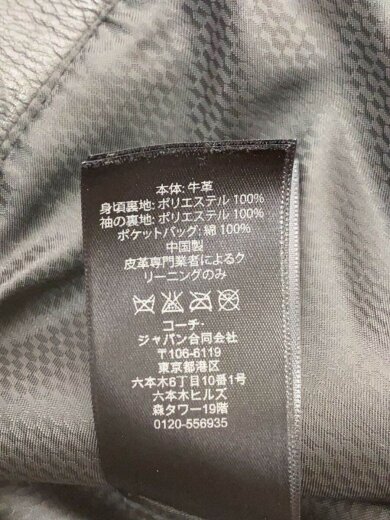 本体: 牛革
身頃裏地: ポリエステル 100%
袖の裏地: ポリエステル 100%
ポケットバッグ: 綿 100%
中国製
皮革専門業者によるク
リーニングのみ
コーチ・
ジャパン合同会社
〒106-6119
東京都港区
六本木6丁目10番1号
六本木ヒルズ
森タワー19階
0120-556935